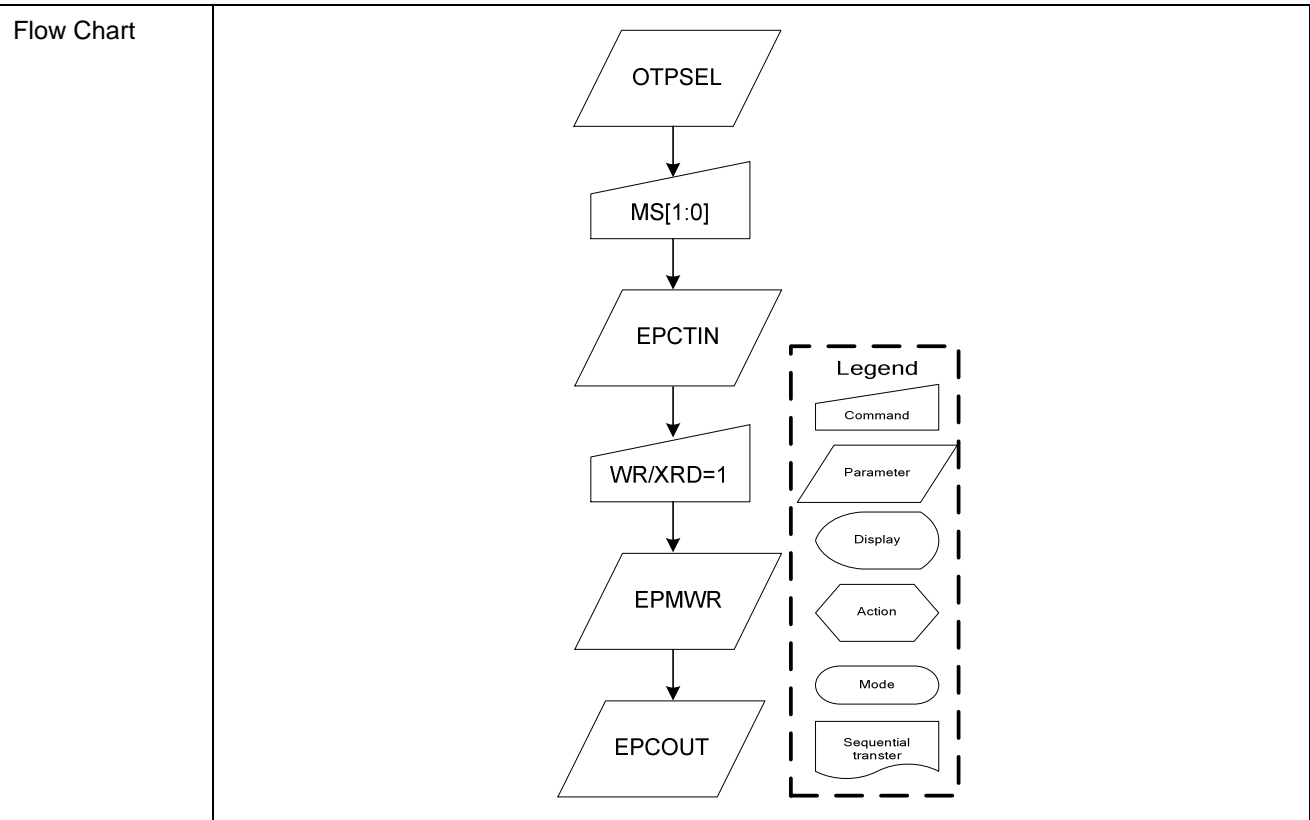 Flow Chart
OTPSEL
MS[1:0]
EPCTIN
WR/XRD=1
EPMWR
EPCOUT
Legend
Command
Parameter
Display
Action
Mode
Sequential
transter